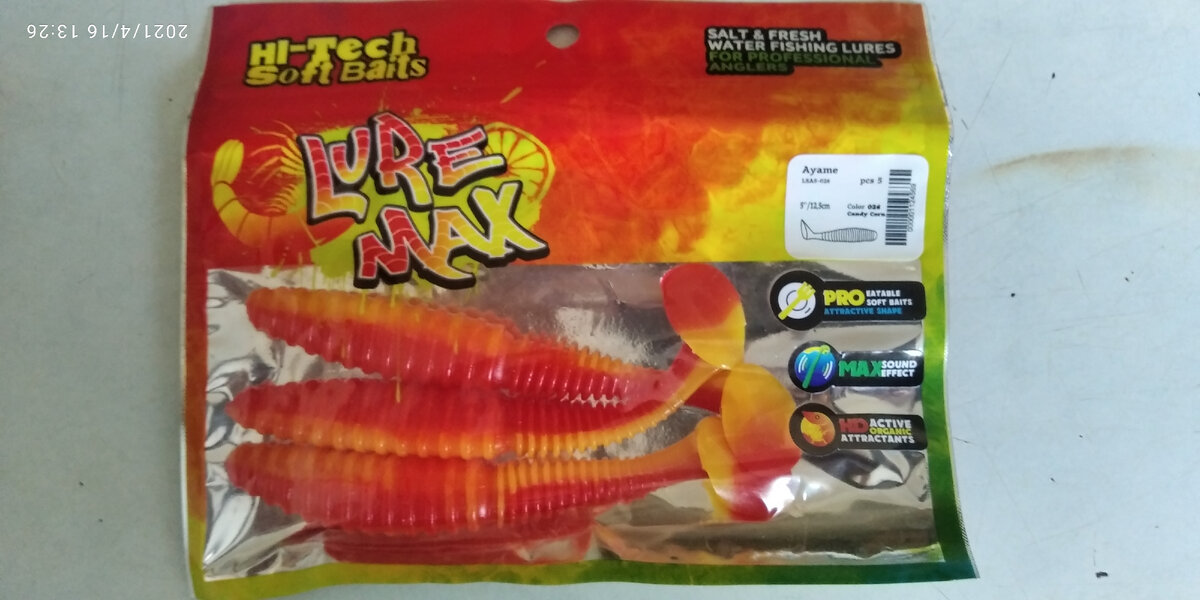 2021/4/16 13:26
Hi-Tech
Soft Baits
SALT & FRESH
WATER FISHING LURES
FOR PROFESSIONAL
ANGLERS
LURE
MAX
Ayame
LSA5-026 pcs 5
5"/12,5cm Color 026
Candy Corn
PRO EATABLE
SOFT BAITS
ATTRACTIVE SHAPE
MAX SOUND
EFFECT
HD ACTIVE
ORGANIC
ATTRACTANTS